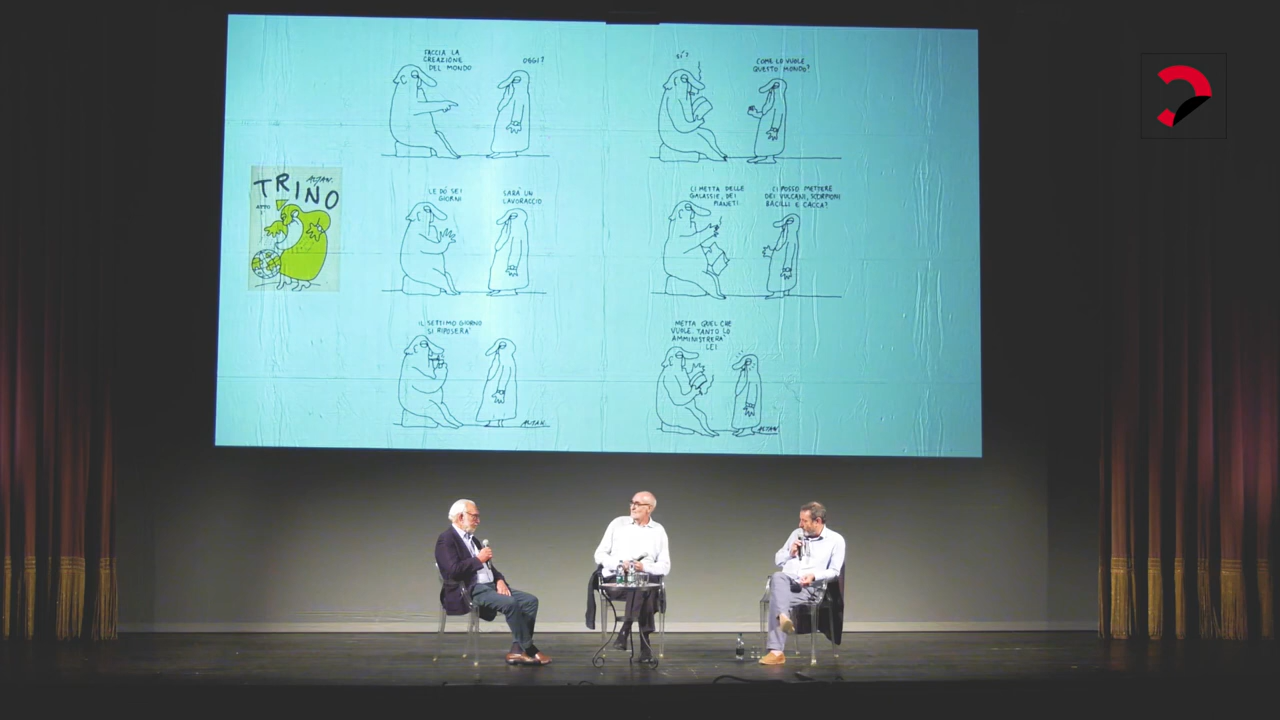 ALTAN.
TRINO
ATTO
FACCIA LA
CREAZIONE
DEL MONDO
OGGI?
LE DÒ SEI
GIORNI
SARÀ UN
LAVORACCIO
IL SETTIMO GIORNO
SI RIPOSERÀ
ALTAN.
SÌ?
COME LO VUOLE
QUESTO MONDO?
CI METTA DELLE
GALASSIE, DEI
PIANETI.
CI POSSO METTERE
DEI VULCANI, SCORPIONI
BACILLI E CACCA?
METTA QUEL CHE
VUOLE. TANTO LO
AMMINISTRERÀ
LEI.
ALTAN.